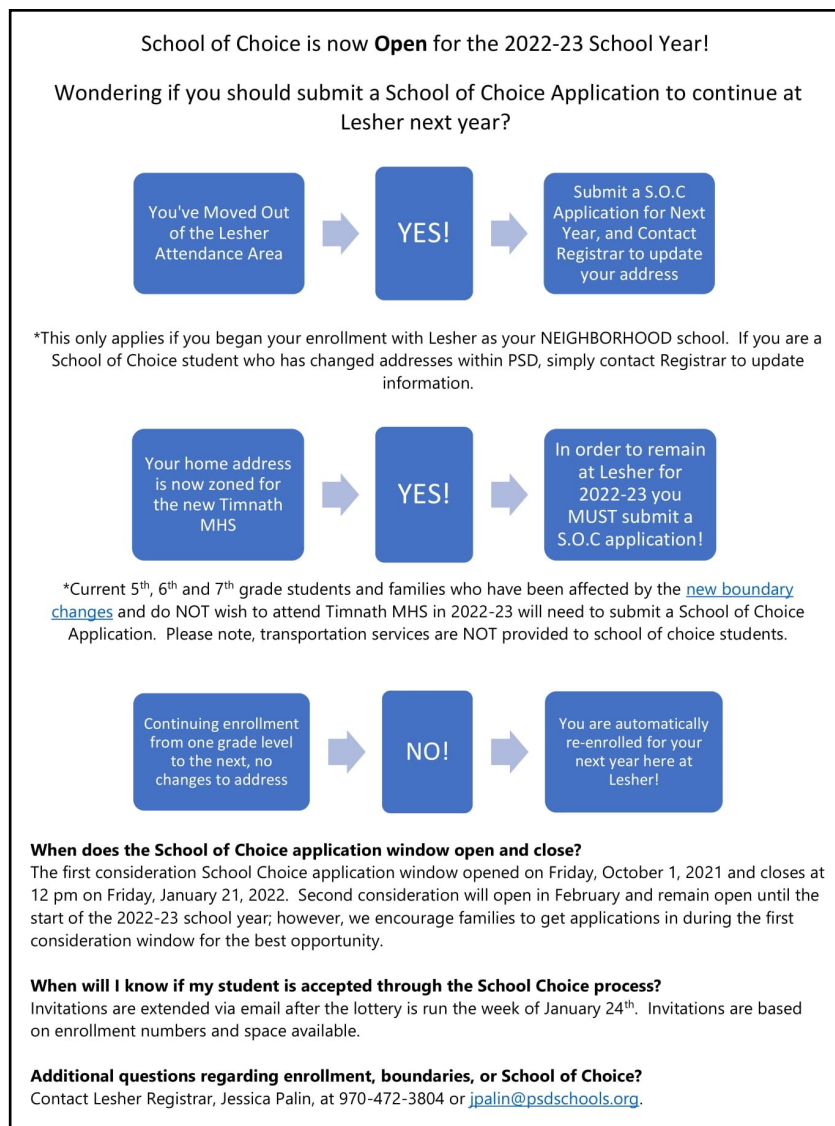 School of Choice is now Open for the 2022-23 School Year!
Wondering if you should submit a School of Choice Application to continue at
Lesher next year?
You've Moved Out
of the Lesher
Attendance Area
YES!
Submit a S.O.C
Application for Next
Year, and Contact
Registrar to update
your address
*This only applies if you began your enrollment with Lesher as your NEIGHBORHOOD school.  If you are a
School of Choice student who has changed addresses within PSD, simply contact Registrar to update
information.
Your home address
is now zoned for
the new Timnath
MHS
YES!
In order to remain
at Lesher for
2022-23 you
MUST submit a
S.O.C application!
*Current 5th, 6th and 7th grade students and families who have been affected by the new boundary
changes and do NOT wish to attend Timnath MHS in 2022-23 will need to submit a School of Choice
Application.  Please note, transportation services are NOT provided to school of choice students.
Continuing enrollment
from one grade level
to the next, no
changes to address
NO!
You are automatically
re-enrolled for your
next year here at
Lesher!
When does the School of Choice application window open and close?
The first consideration School Choice application window opened on Friday, October 1, 2021 and closes at
12 pm on Friday, January 21, 2022.  Second consideration will open in February and remain open until the
start of the 2022-23 school year; however, we encourage families to get applications in during the first
consideration window for the best opportunity.
When will I know if my student is accepted through the School Choice process?
Invitations are extended via email after the lottery is run the week of January 24th.  Invitations are based
on enrollment numbers and space available.
Additional questions regarding enrollment, boundaries, or School of Choice?
Contact Lesher Registrar, Jessica Palin, at 970-472-3804 or jpalin@psdschools.org.